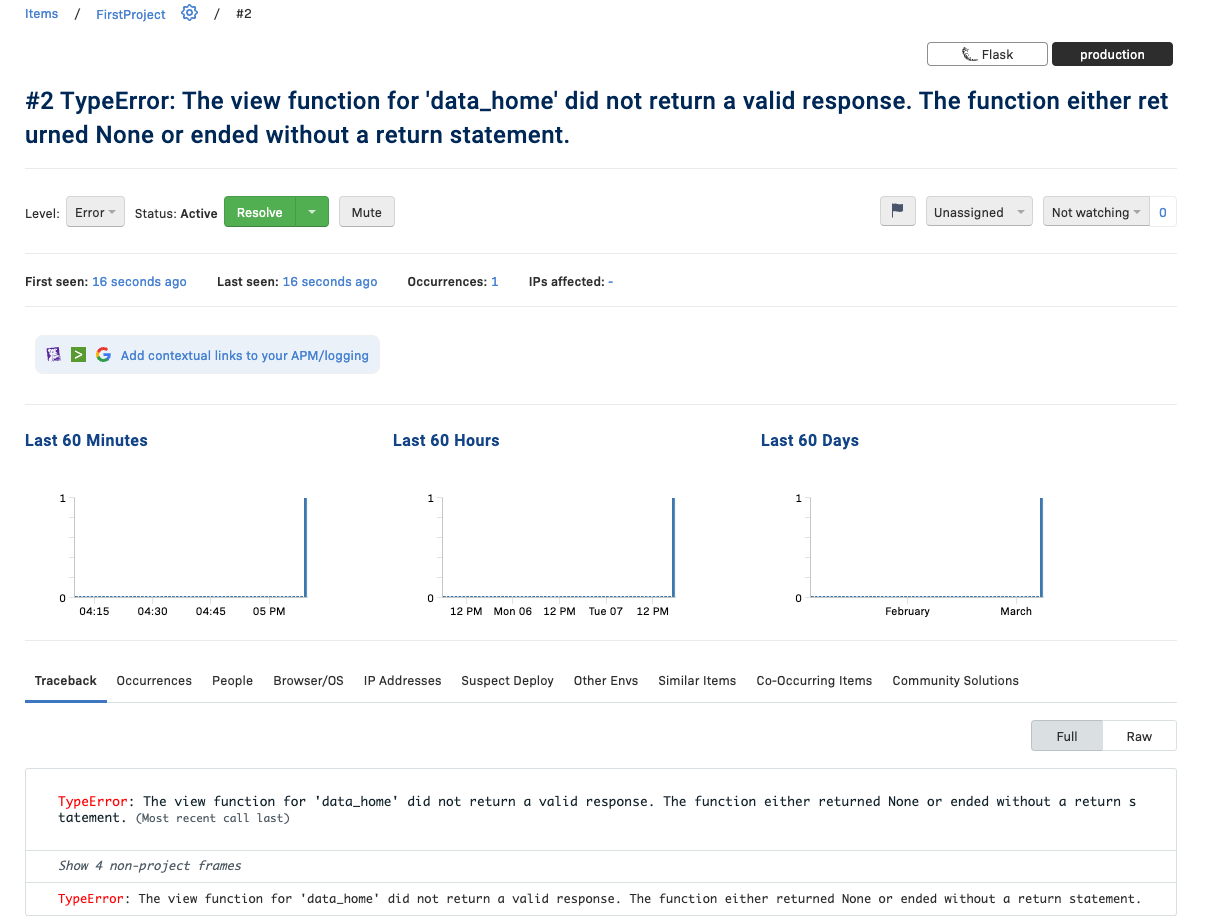 Items / FirstProject / #2
Flask production
#2 TypeError: The view function for 'data_home' did not return a valid response. The function either ret
urned None or ended without a return statement.
Level: Error Status: Active Resolve Mute Unassigned Not watching 0
First seen: 16 seconds ago Last seen: 16 seconds ago Occurrences: 1 IPs affected: -
Add contextual links to your APM/logging
Last 60 Minutes Last 60 Hours Last 60 Days
1 1 1
0 0 0
04:15 04:30 04:45 05 PM 12 PM Mon 06 12 PM Tue 07 12 PM February March
Traceback Occurrences People Browser/OS IP Addresses Suspect Deploy Other Envs Similar Items Co-Occurring Items Community Solutions
Full Raw
TypeError: The view function for 'data_home' did not return a valid response. The function either returned None or ended without a return s
tatement. (Most recent call last)
Show 4 non-project frames
TypeError: The view function for 'data_home' did not return a valid response. The function either returned None or ended without a return statement.